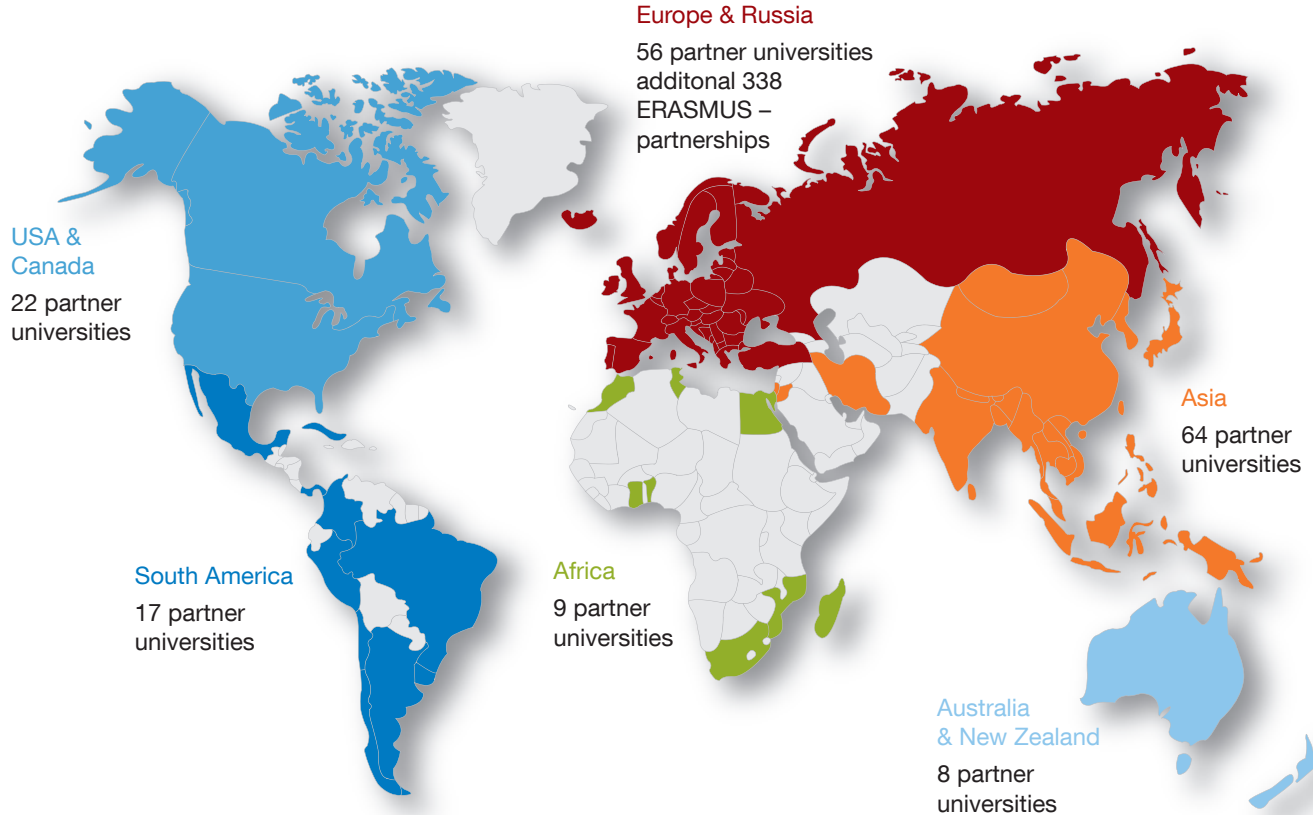 Europe & Russia
56 partner universities
additonal 338
ERASMUS –
partnerships
USA &
Canada
22 partner
universities
Asia
64 partner
universities
South America
17 partner
universities
Africa
9 partner
universities
Australia
& New Zealand
8 partner
universities